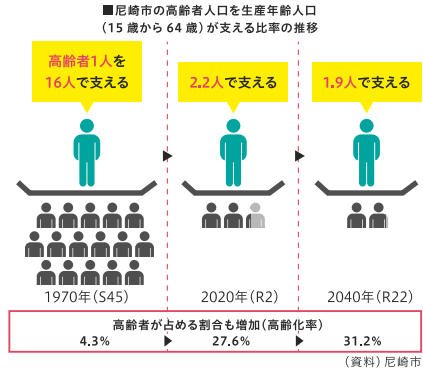 ■尼崎市の高齢者人口を生産年齢人口
（15歳から64歳）が支える比率の推移
高齢者1人を
16人で支える
2.2人で支える
1.9人で支える
1970年（S45）
2020年（R2）
2040年（R22）
高齢者が占める割合も増加（高齢化率）
4.3%
27.6%
31.2%
（資料）尼崎市